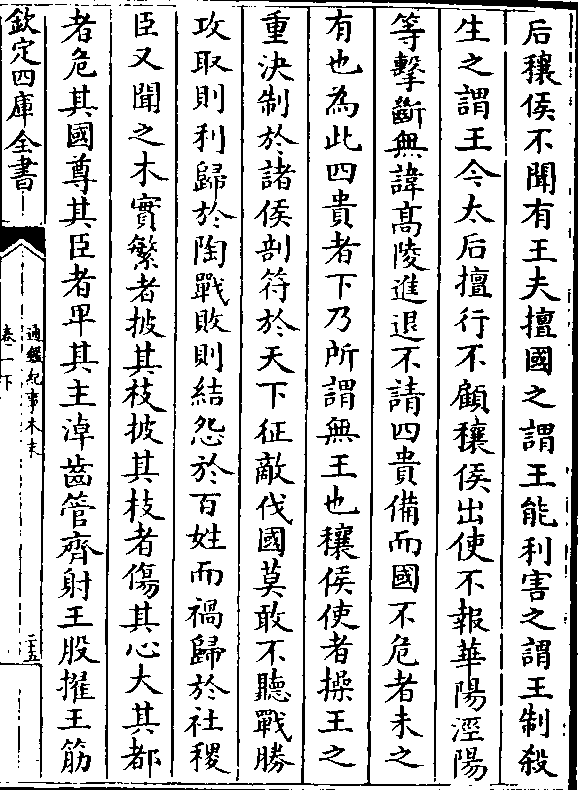 后穰侯不聞有王夫擅國之謂王能利害之謂王制殺
生之謂王今太后擅行不顧穰侯出使不報華陽涇陽
等擊斷無諱髙陵進退不請四貴備而國不危者未之
有也為此四貴者下乃所謂無王也穰侯使者操王之
重決制於諸侯剖符於天下征敵伐國莫敢不聽戰勝
攻取則利歸於陶戰敗則結怨於百姓而禍歸於社稷
臣又聞之木實繁者披其枝披其枝者傷其心大其都
者危其國尊其臣者卑其主淖齒管齊射王股擢王筋
欽定四庫全書
通鑑紀事本末
卷一下
二五